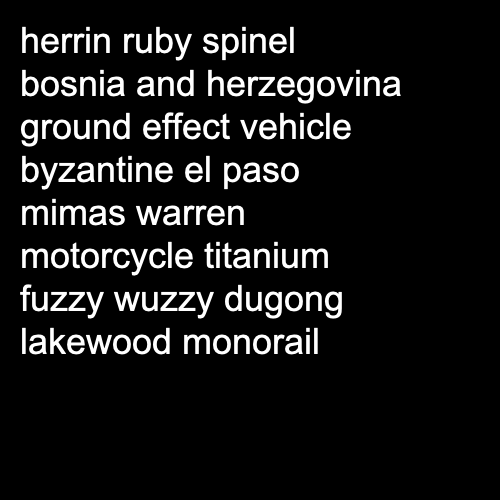 herrin ruby spinel
bosnia and herzegovina
ground effect vehicle
byzantine el paso
mimas warren
motorcycle titanium
fuzzy wuzzy dugong
lakewood monorail